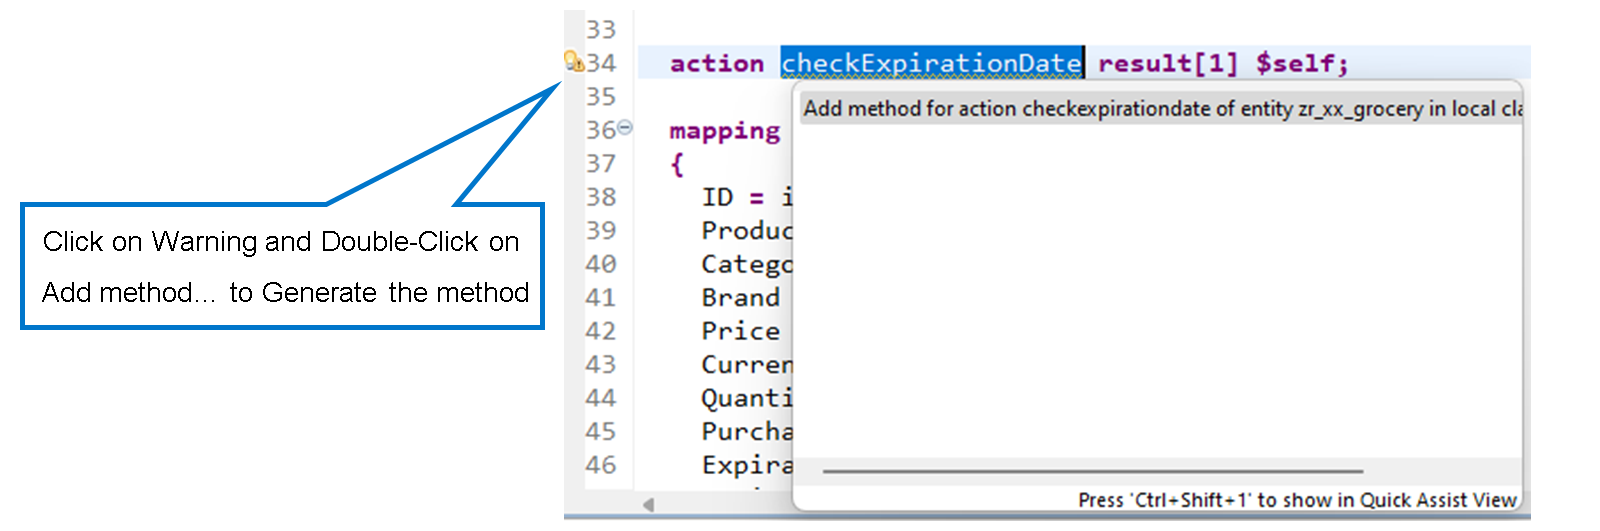 33
34 action checkExpirationDate result[1] $self;
35
Add method for action checkexpirationdate of entity zr_xx_grocery in local cla
36 mapping
37 {
38 ID = i
39 Produc
40 Catego
41 Brand
42 Price
43 Curren
44 Quanti
45 Purcha
46 Expira
Press 'Ctrl+Shift+1' to show in Quick Assist View
Click on Warning and Double-Click on
Add method... to Generate the method